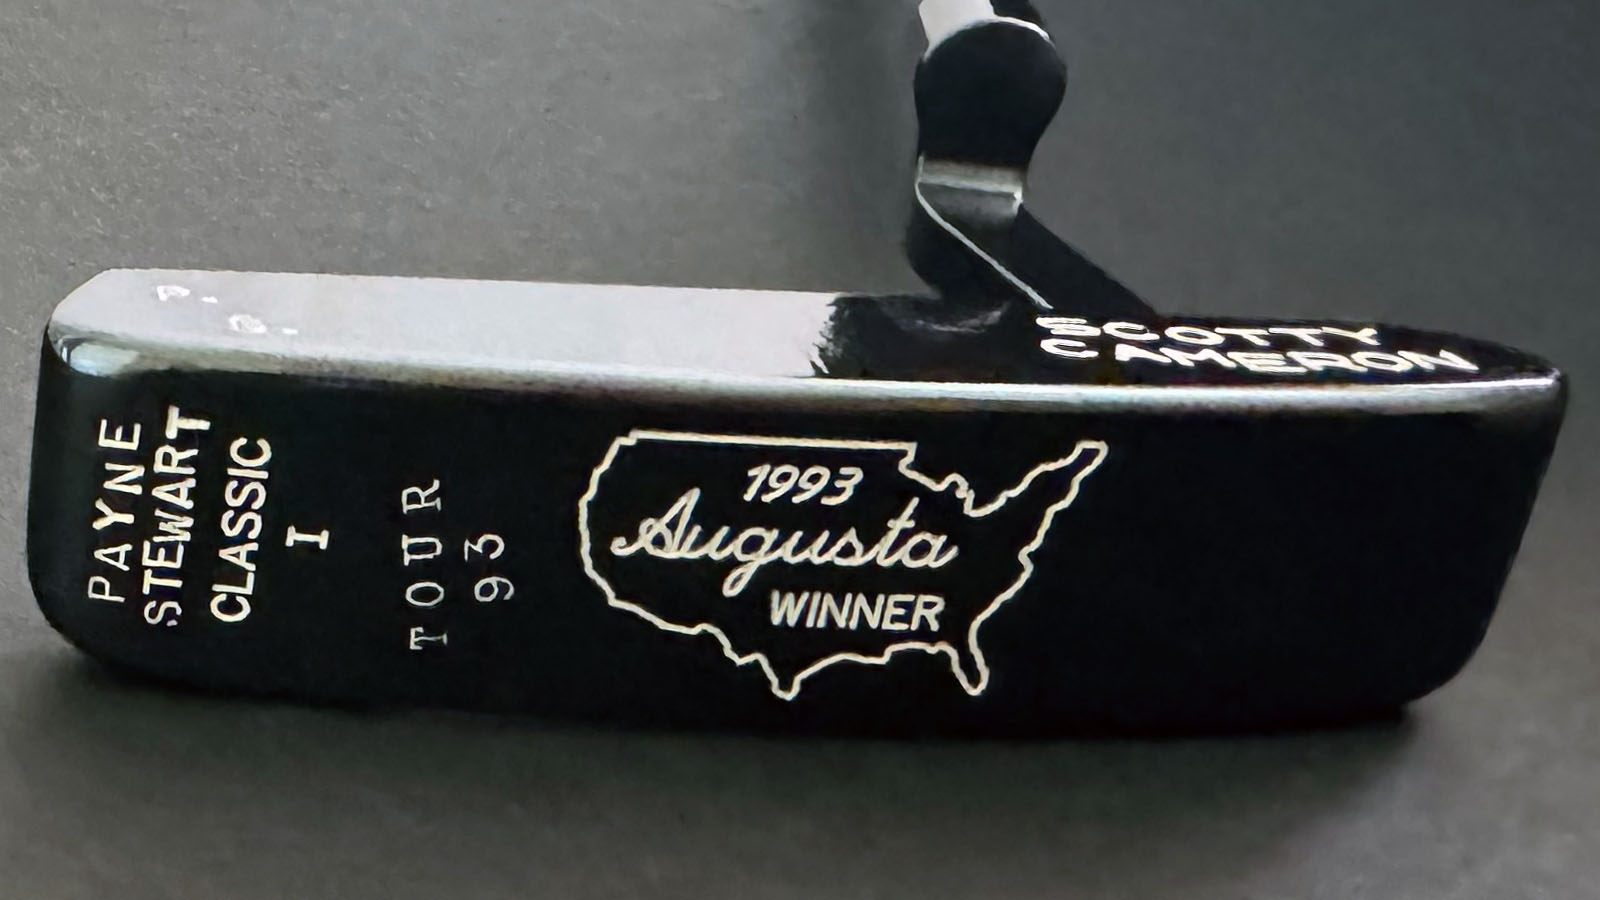 P.
S.
SCOTTY
CAMERON
PAYNE
STEWART
CLASSIC
I
TOUR
93
1993
Augusta
WINNER